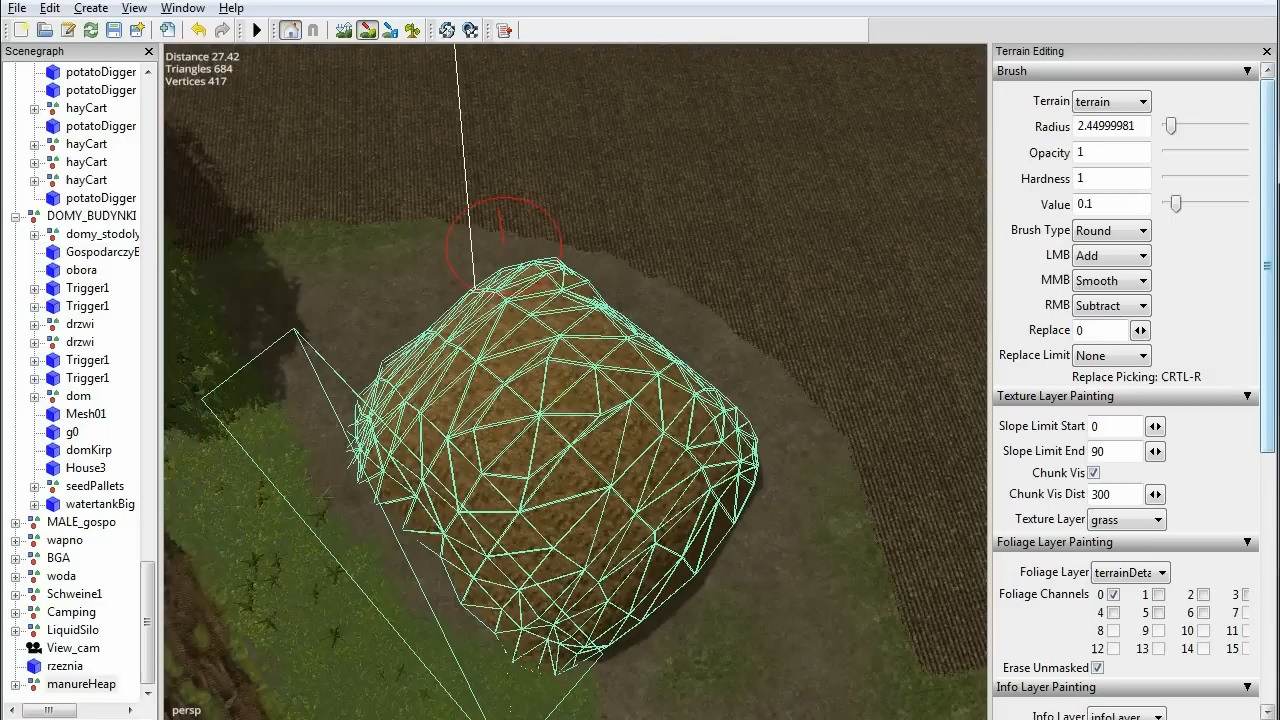 File Edit Create View Window Help
Scenegraph
potatoDigger
potatoDigger
hayCart
potatoDigger
hayCart
hayCart
hayCart
potatoDigger
DOMY_BUDYNKI
domy_stodoly
GospodarczyB
obora
Trigger1
Trigger1
drzwi
drzwi
Trigger1
Trigger1
dom
Mesh01
g0
domKirp
House3
seedPallets
watertankBig
MALE_gospo
wapno
BGA
woda
Schweine1
Camping
LiquidSilo
View_cam
rzeznia
manureHeap
Distance 27.42
Triangles 684
Vertices 417
persp
Terrain Editing
Brush
Terrain terrain
Radius 2.44999981
Opacity 1
Hardness 1
Value 0.1
Brush Type Round
LMB Add
MMB Smooth
RMB Subtract
Replace 0
Replace Limit None
Replace Picking: CRTL-R
Texture Layer Painting
Slope Limit Start 0
Slope Limit End 90
Chunk Vis
Chunk Vis Dist 300
Texture Layer grass
Foliage Layer Painting
Foliage Layer terrainDeta
Foliage Channels 0 1 2 3
4 5 6 7
8 9 10 11
12 13 14 15
Erase Unmasked
Info Layer Painting
Info Layer infoLayer